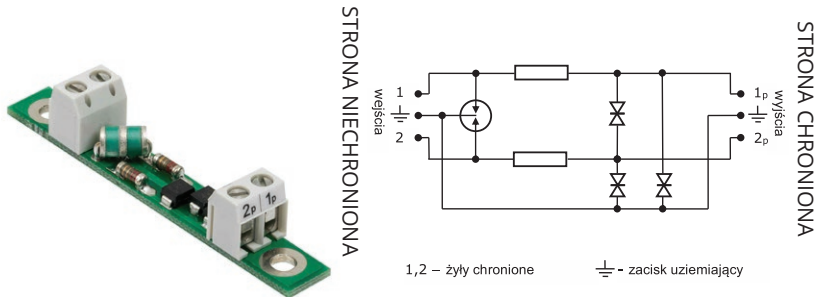 2p 1p
STRONA NIECHRONIONA
wejścia
1
2
1p
2p
wyjścia
STRONA CHRONIONA
1,2 – żyły chronione
- zacisk uziemiający